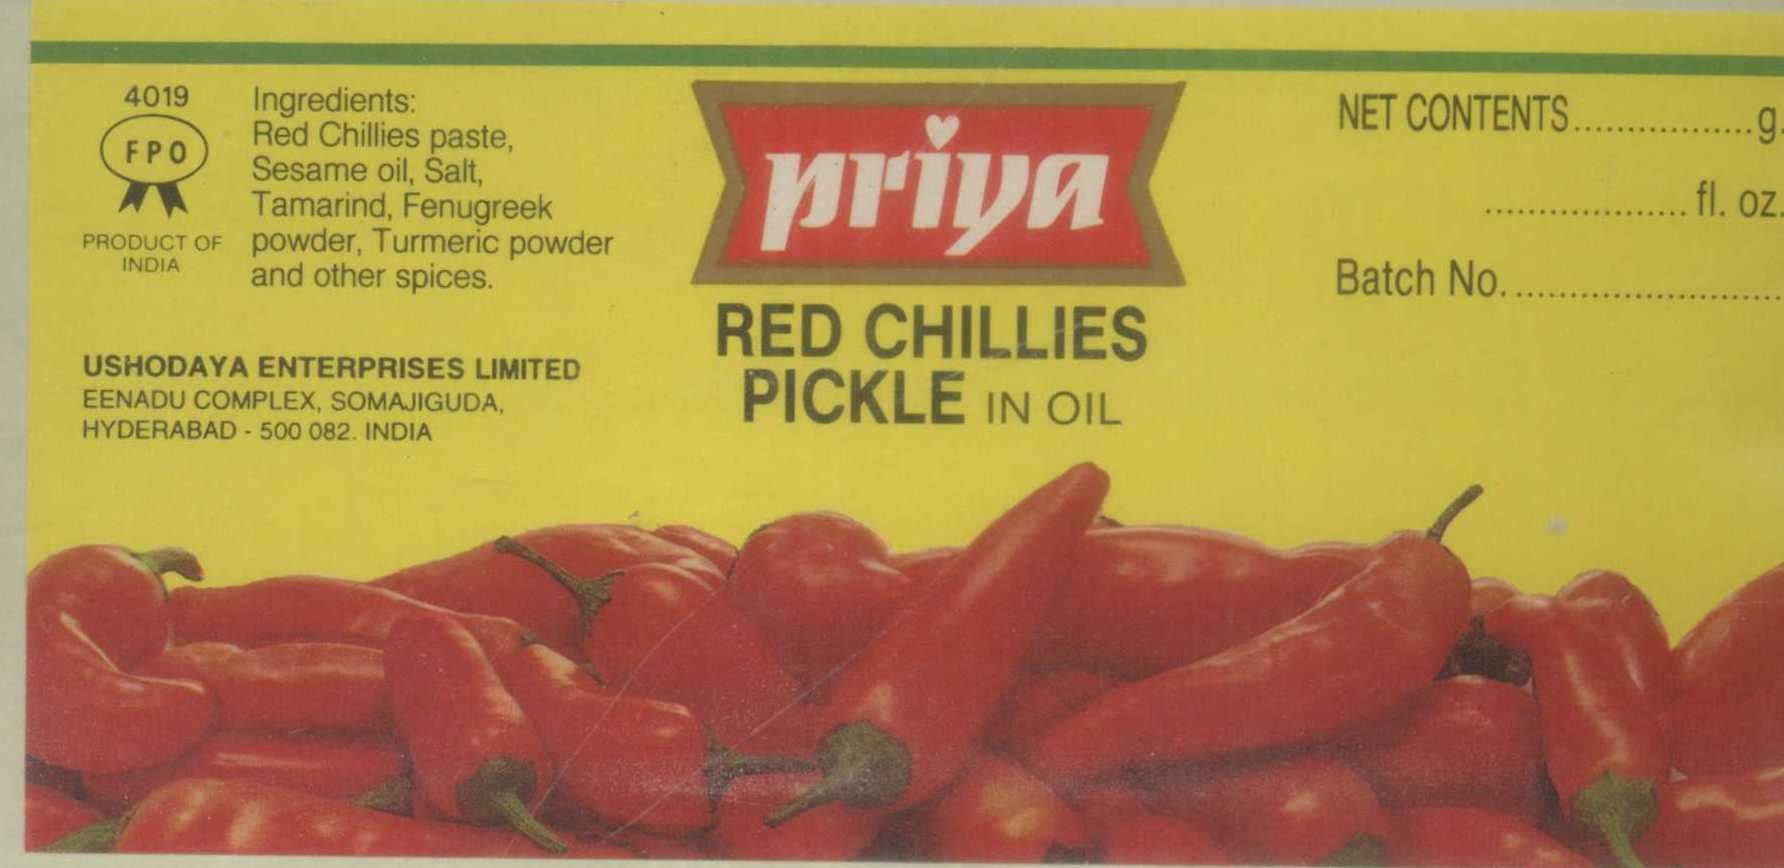 4019
FPO
PRODUCT OF
INDIA
Ingredients:
Red Chillies paste,
Sesame oil, Salt,
Tamarind, Fenugreek
powder, Turmeric powder
and other spices.
USHODAYA ENTERPRISES LIMITED
EENADU COMPLEX, SOMAJIGUDA,
HYDERABAD - 500 082. INDIA
priya
RED CHILLIES
PICKLE IN OIL
NET CONTENTS.................g.
................... fl. oz.
Batch No. .........................